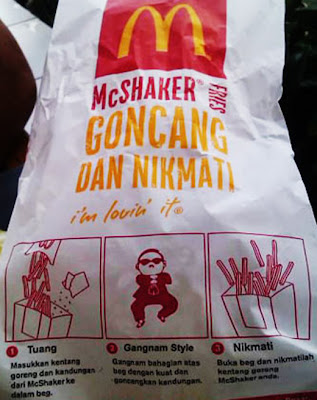 McSHAKER® FRIES
GONCANG
DAN NIKMATI
i'm lovin' it®
1 Tuang
Masukkan kentang
goreng dan kandungan
dari McShaker ke
dalam beg.
2 Gangnam Style
Gangnam bahagian atas
beg dengan kuat dan
goncangkan kandungan.
3 Nikmati
Buka beg dan nikmatilah
kentang goreng
McShaker anda.